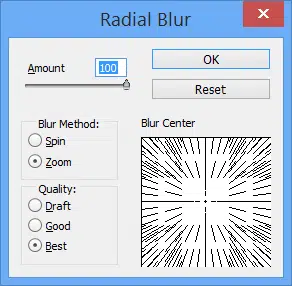 Radial Blur
Amount 100
OK
Reset
Blur Method:
Spin
Zoom
Blur Center
Quality:
Draft
Good
Best